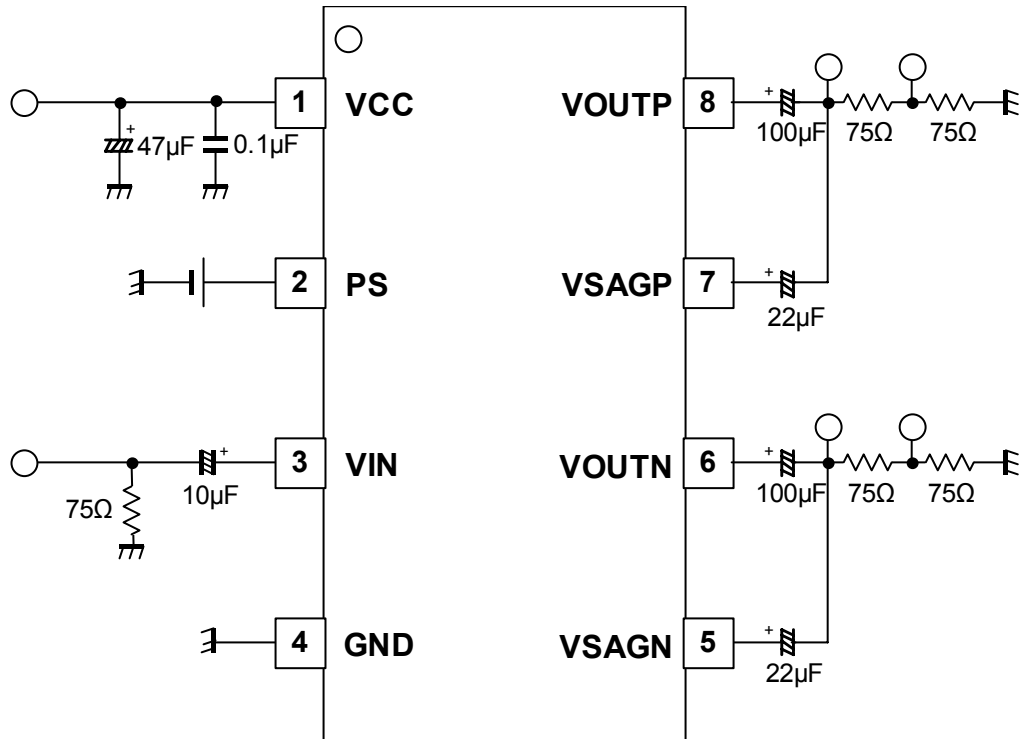 1 VCC VOUTP 8
+ 47µF 0.1µF + 100µF 75Ω 75Ω
2 PS VSAGP 7
+ 22µF
3 VIN VOUTN 6
75Ω + 10µF + 100µF 75Ω 75Ω
4 GND VSAGN 5
+ 22µF